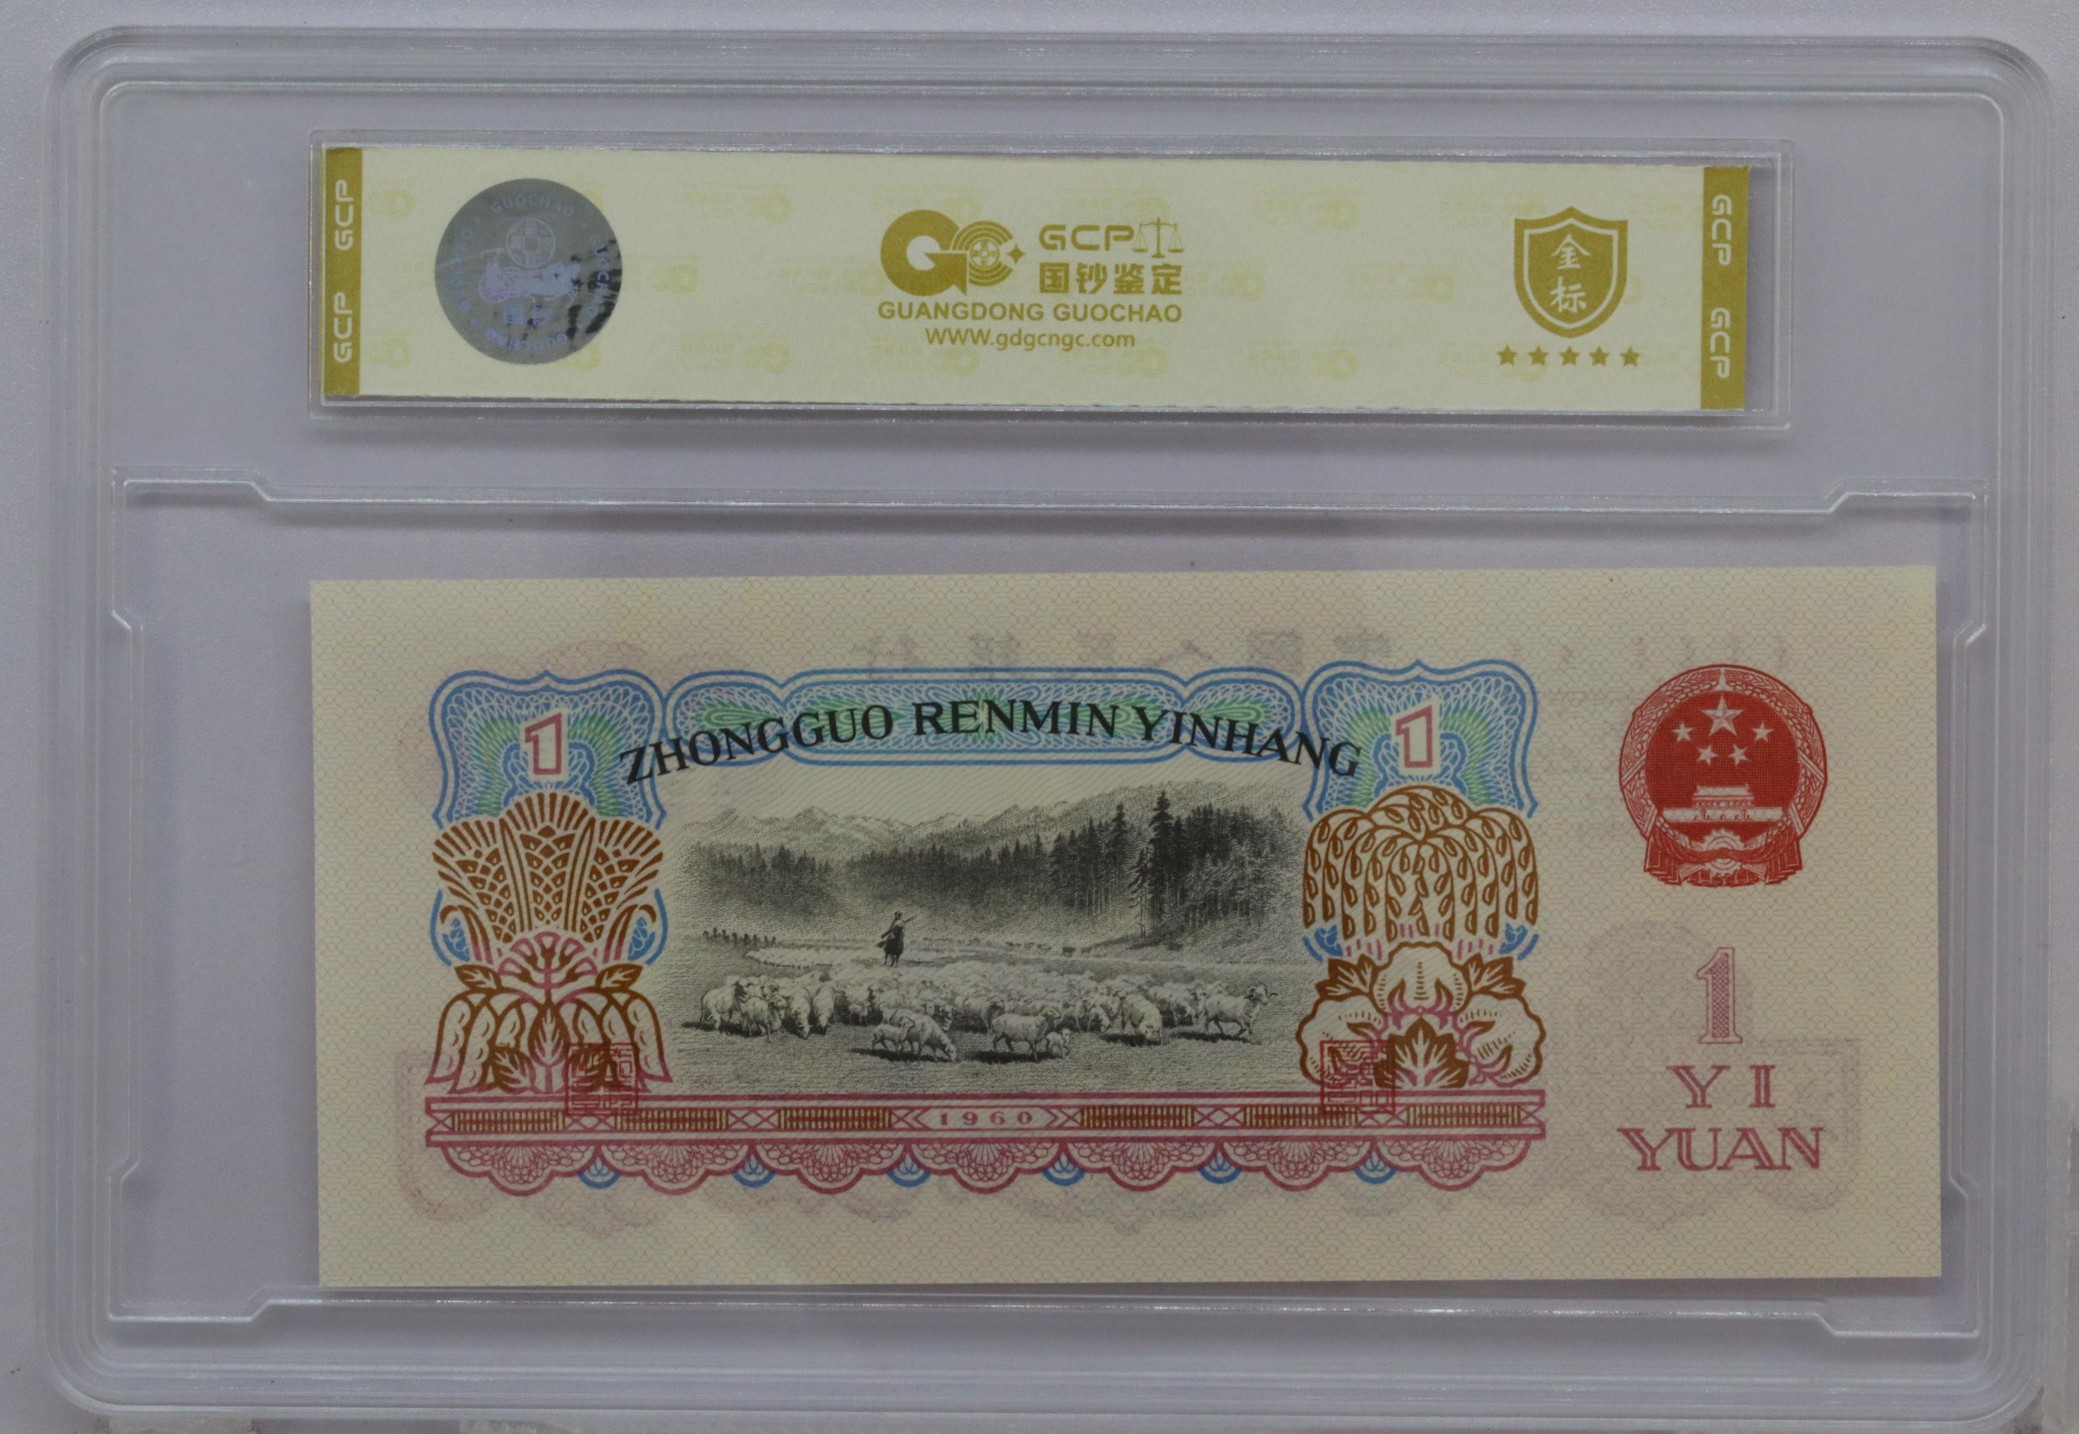 GCP GCP
GUOCHAO
GCP
国钞鉴定
GUANGDONG GUOCHAO
WWW.gdgcngc.com
金
标
GCP GCP
1
ZHONGGUO RENMIN YINHANG
1
1960
1
YI
YUAN